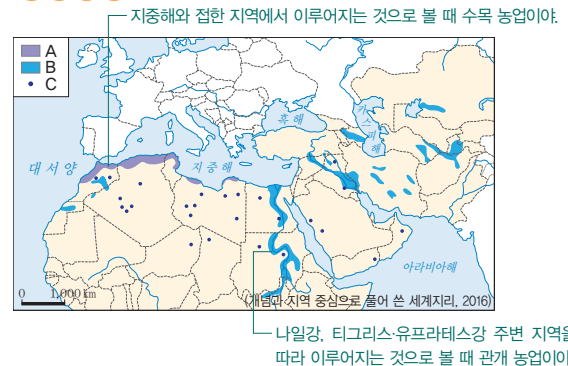 지중해와 접한 지역에서 이루어지는 것으로 볼 때 수목 농업이야.
A
B
C
흑해
카스피해
대서양
지중해
아라비아해
0 1,000 km
(개념과 지역 중심으로 풀어 쓴 세계지리, 2016)
나일강, 티그리스·유프라테스강 주변 지역을
따라 이루어지는 것으로 볼 때 관개 농업이야